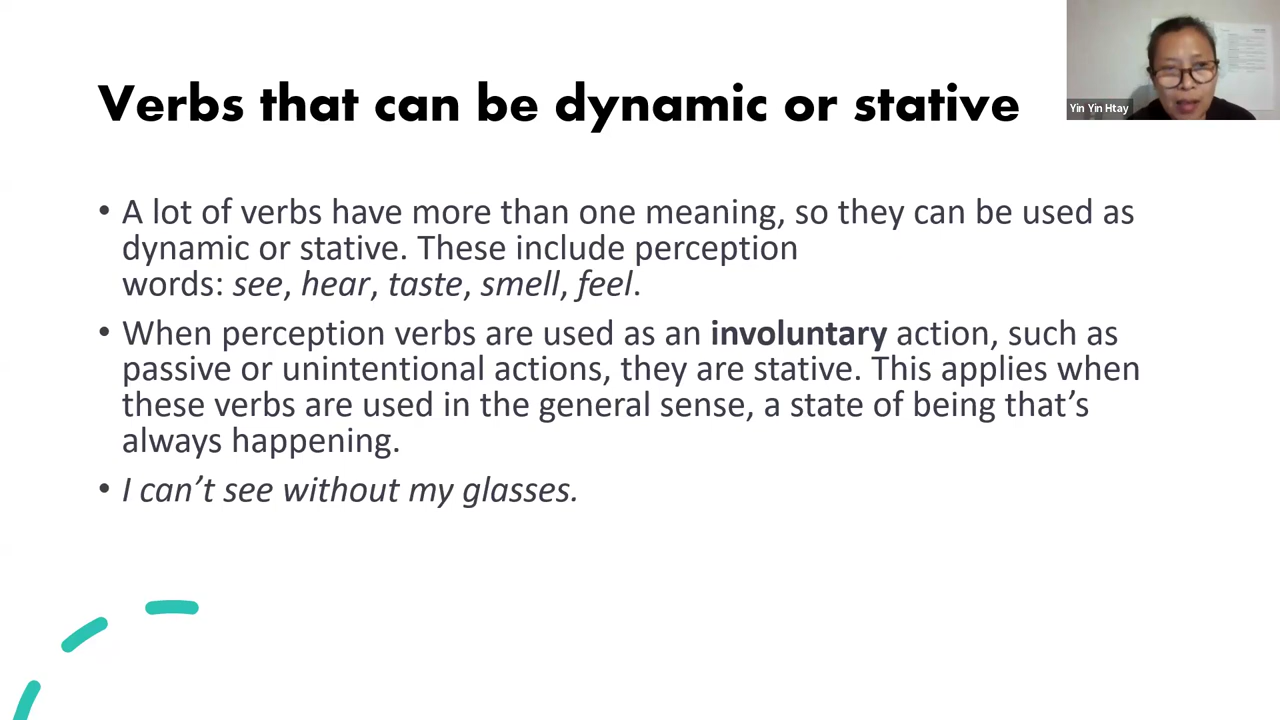 Verbs that can be dynamic or stative
Yin Yin Htay
• A lot of verbs have more than one meaning, so they can be used as
dynamic or stative. These include perception
words: see, hear, taste, smell, feel.
• When perception verbs are used as an involuntary action, such as
passive or unintentional actions, they are stative. This applies when
these verbs are used in the general sense, a state of being that’s
always happening.
• I can’t see without my glasses.